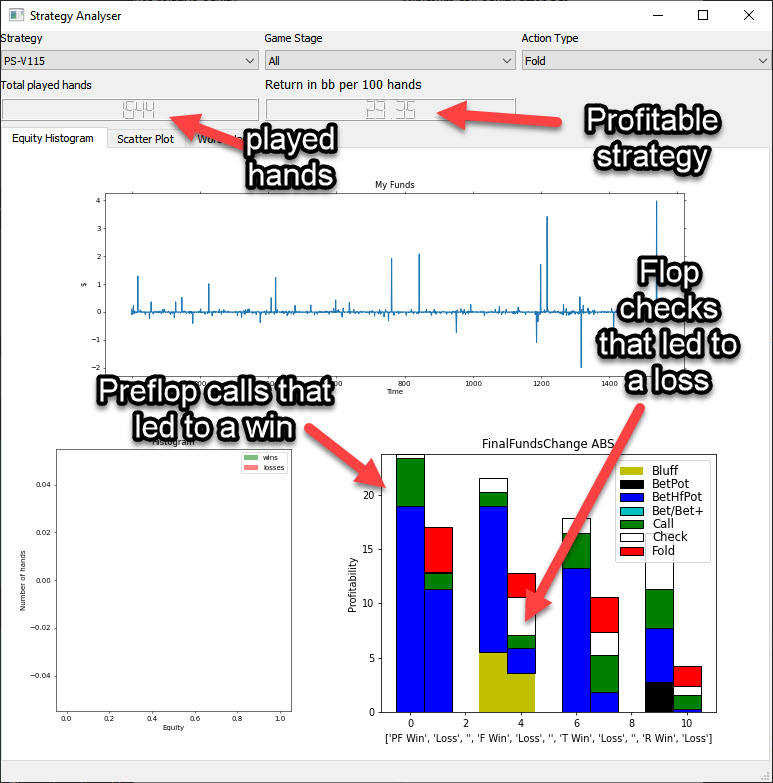 Strategy Analyser
Strategy Game Stage Action Type
PS-V115 All Fold
Total played hands Return in bb per 100 hands
1544
Equity Histogram Scatter Plot
played
hands
Profitable
strategy
My Funds
4
3
2
1
0
−1
−2
$
800 1000 1200 1400
Time
Flop
checks
that led to
a loss
Preflop calls that
led to a win
Histogram
wins
losses
0.04
0.02
0.00
−0.02
−0.04
Number of hands
0.0 0.2 0.4 0.6 0.8 1.0
Equity
FinalFundsChange ABS
20
15
10
5
0
Profitability
Bluff
BetPot
BetHfPot
Bet/Bet+
Call
Check
Fold
0 2 4 6 8 10
['PF Win', 'Loss', '', 'F Win', 'Loss', '', 'T Win', 'Loss', '', 'R Win', 'Loss']